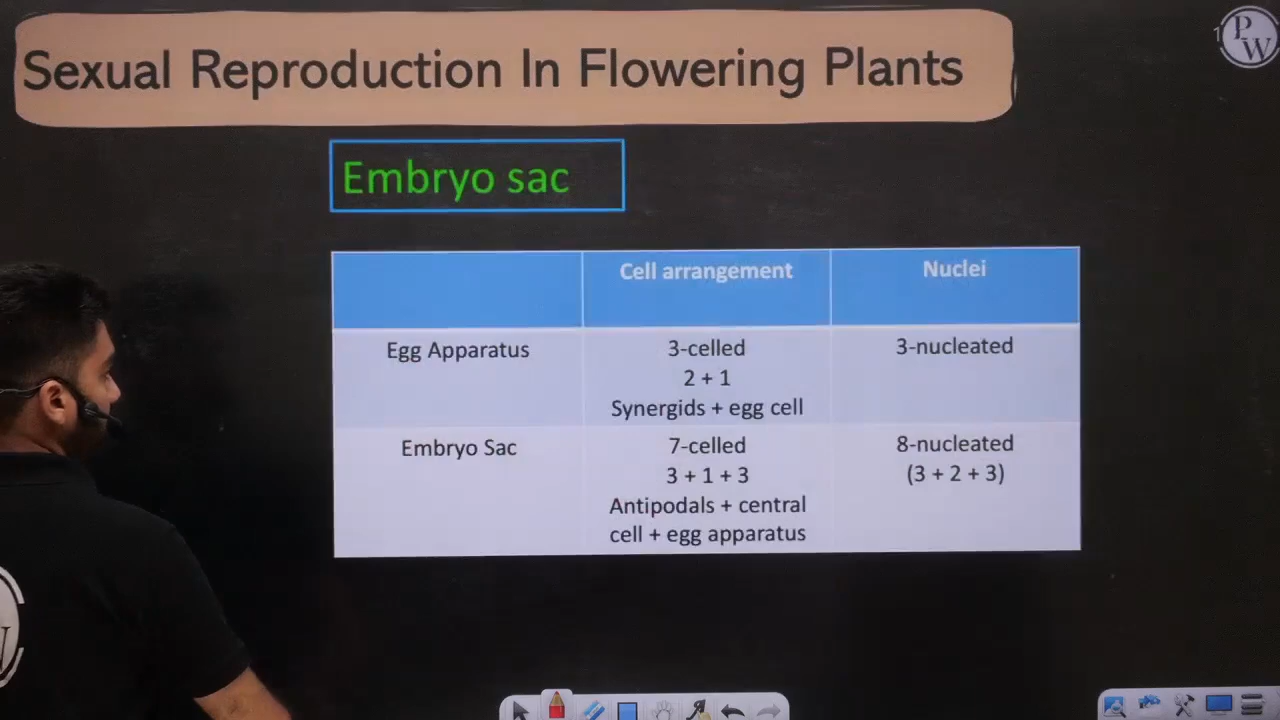 Sexual Reproduction In Flowering Plants
PW
Embryo sac
Cell arrangement
Nuclei
Egg Apparatus
3-celled
2 + 1
Synergids + egg cell
3-nucleated
Embryo Sac
7-celled
3 + 1 + 3
Antipodals + central
cell + egg apparatus
8-nucleated
(3 + 2 + 3)
W